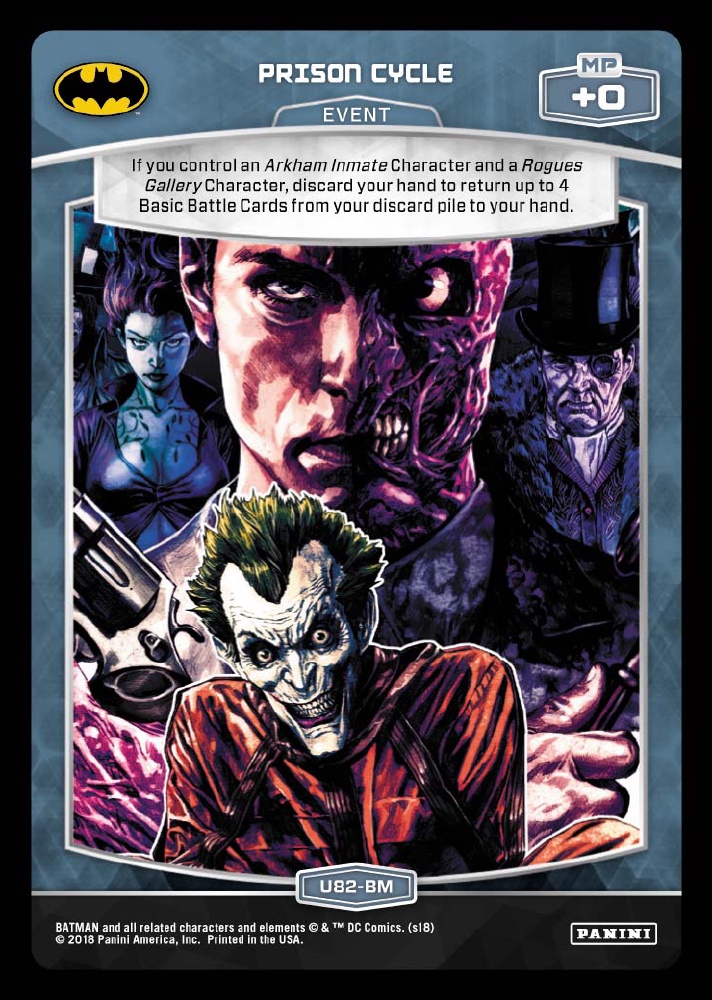 PRISON CYCLE
MP
+0
EVENT
If you control an Arkham Inmate Character and a Rogues
Gallery Character, discard your hand to return up to 4
Basic Battle Cards from your discard pile to your hand.
U82-BM
BATMAN and all related characters and elements © & ™ DC Comics. (s18)
© 2018 Panini America, Inc. Printed in the USA.
PANINI